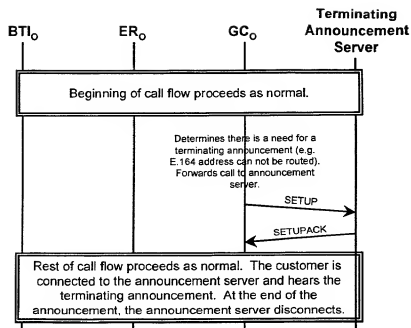 Terminating
Announcement
Server
BTIO
ERO
GCO
Beginning of call flow proceeds as normal.
Determines there is a need for a
terminating announcement (e.g.
E.164 address can not be routed).
Forwards call to announcement
server.
SETUP
SETUPACK
Rest of call flow proceeds as normal. The customer is
connected to the announcement server and hears the
terminating announcement. At the end of the
announcement, the announcement server disconnects.